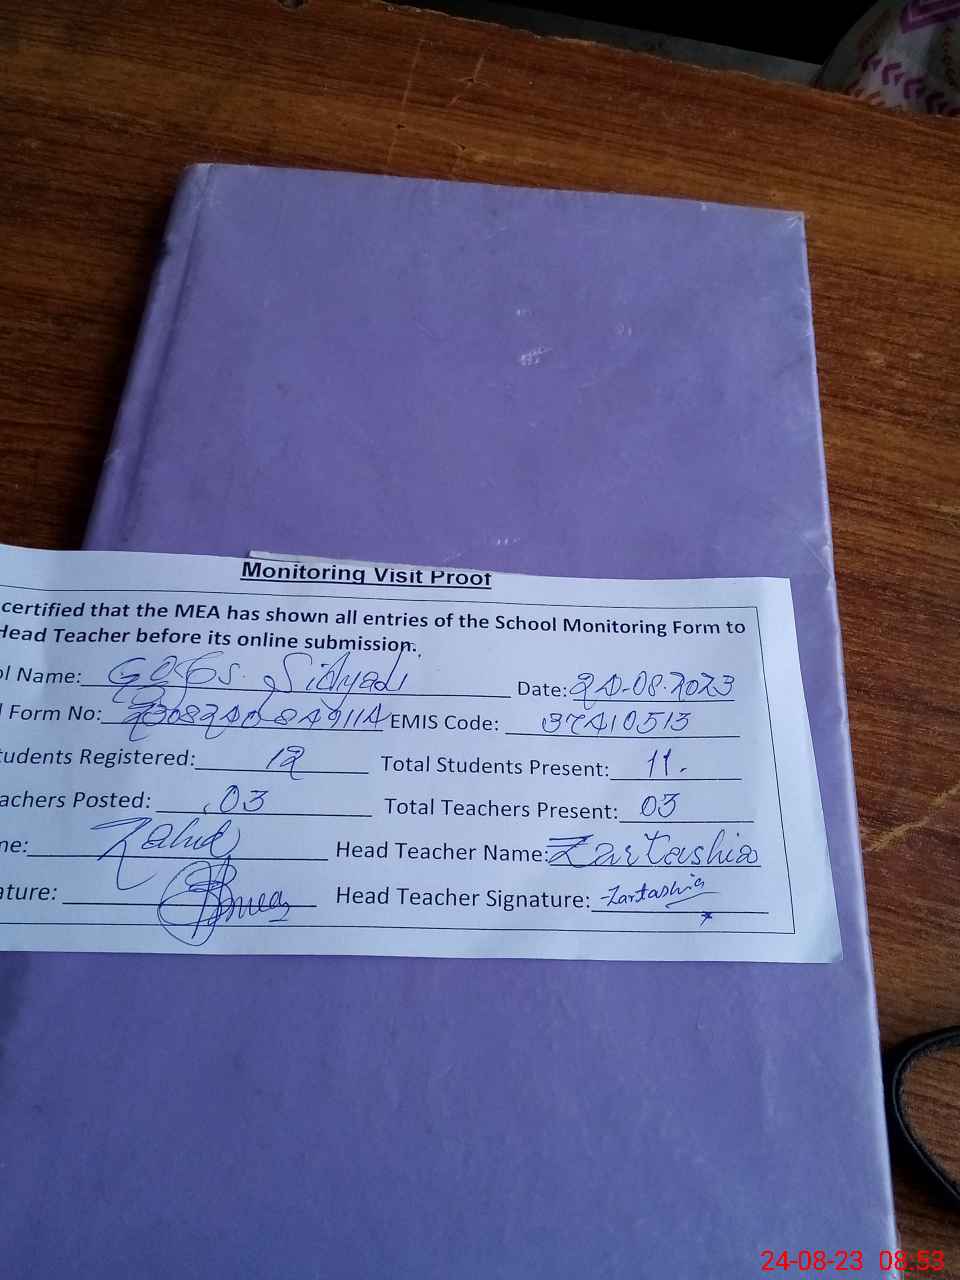 Monitoring Visit Proof
certified that the MEA has shown all entries of the School Monitoring Form to
Head Teacher before its online submission.
ol Name: Date: 24-08-2023
l Form No: EMIS Code: 37410513
tudents Registered: 12 Total Students Present: 11.
achers Posted: 03 Total Teachers Present: 03
me: Zahid Head Teacher Name: Zartashia
ature: Head Teacher Signature: Zartashia
24-08-23 08:53